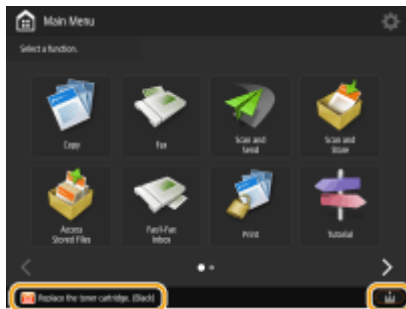 Main Menu
Select a function.
Copy
Fax
Scan and
Send
Scan and
Store
Access
Stored Files
Fax/I-Fax
Inbox
Print
Tutorial
Replace the toner cartridge. (Black)